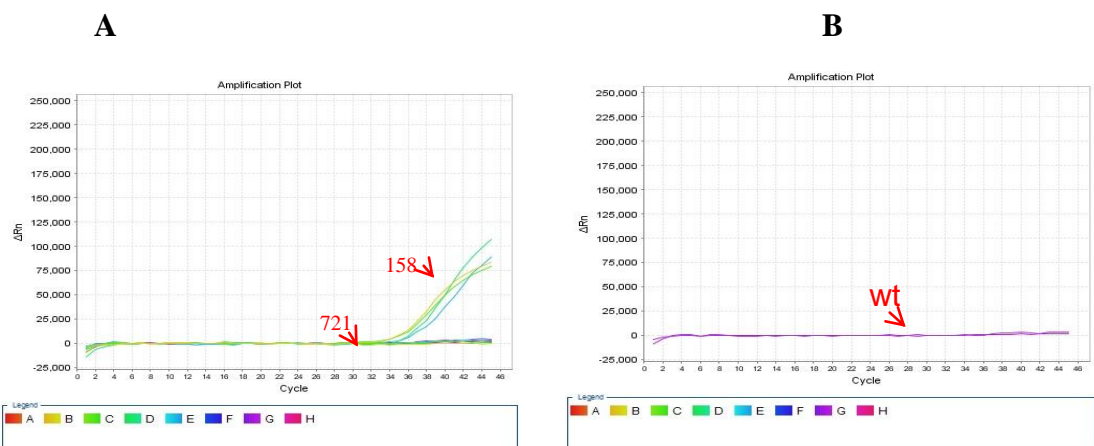 A
B
Amplification Plot
250,000
225,000
200,000
175,000
150,000
125,000
100,000
75,000
50,000
25,000
0
-25,000
ΔRn
158
721
0 2 4 6 8 10 12 14 16 18 20 22 24 26 28 30 32 34 36 38 40 42 44 46
Cycle
Legend
A B C D E F G H
Amplification Plot
250,000
225,000
200,000
175,000
150,000
125,000
100,000
75,000
50,000
25,000
0
-25,000
ΔRn
wt
0 2 4 6 8 10 12 14 16 18 20 22 24 26 28 30 32 34 36 38 40 42 44 46
Cycle
Legend
A B C D E F G H